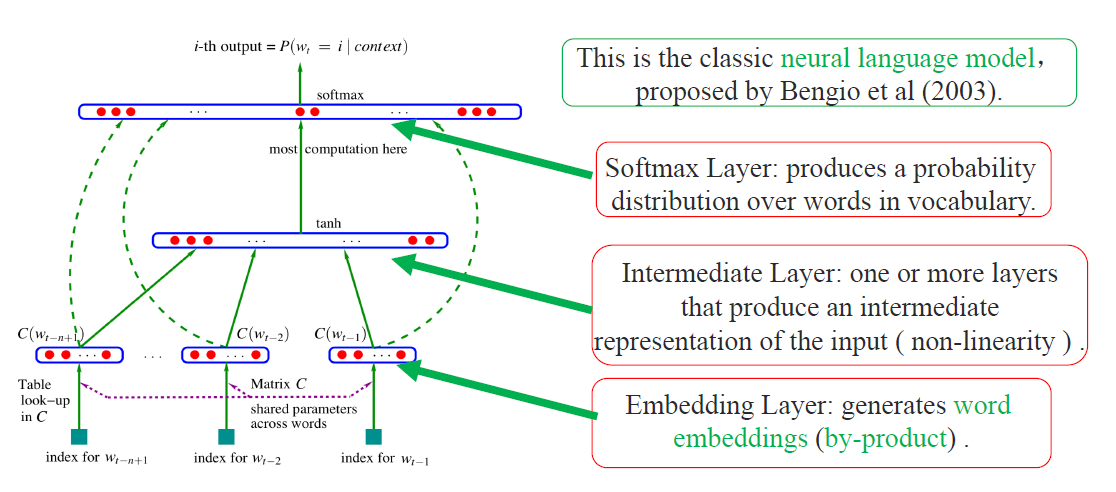 i-th output = P(w_t = i | context)
softmax
. . .
. . .
most computation here
tanh
. . .
. . .
C(w_{t−n+1})
C(w_{t−2})
C(w_{t−1})
. . .
. . .
. . .
. . .
Table
look−up
in C
Matrix C
shared parameters
across words
index for w_{t−n+1}
index for w_{t−2}
index for w_{t−1}
This is the classic neural language model，
proposed by Bengio et al (2003).
Softmax Layer: produces a probability
distribution over words in vocabulary.
Intermediate Layer: one or more layers
that produce an intermediate
representation of the input ( non-linearity ) .
Embedding Layer: generates word
embeddings (by-product) .